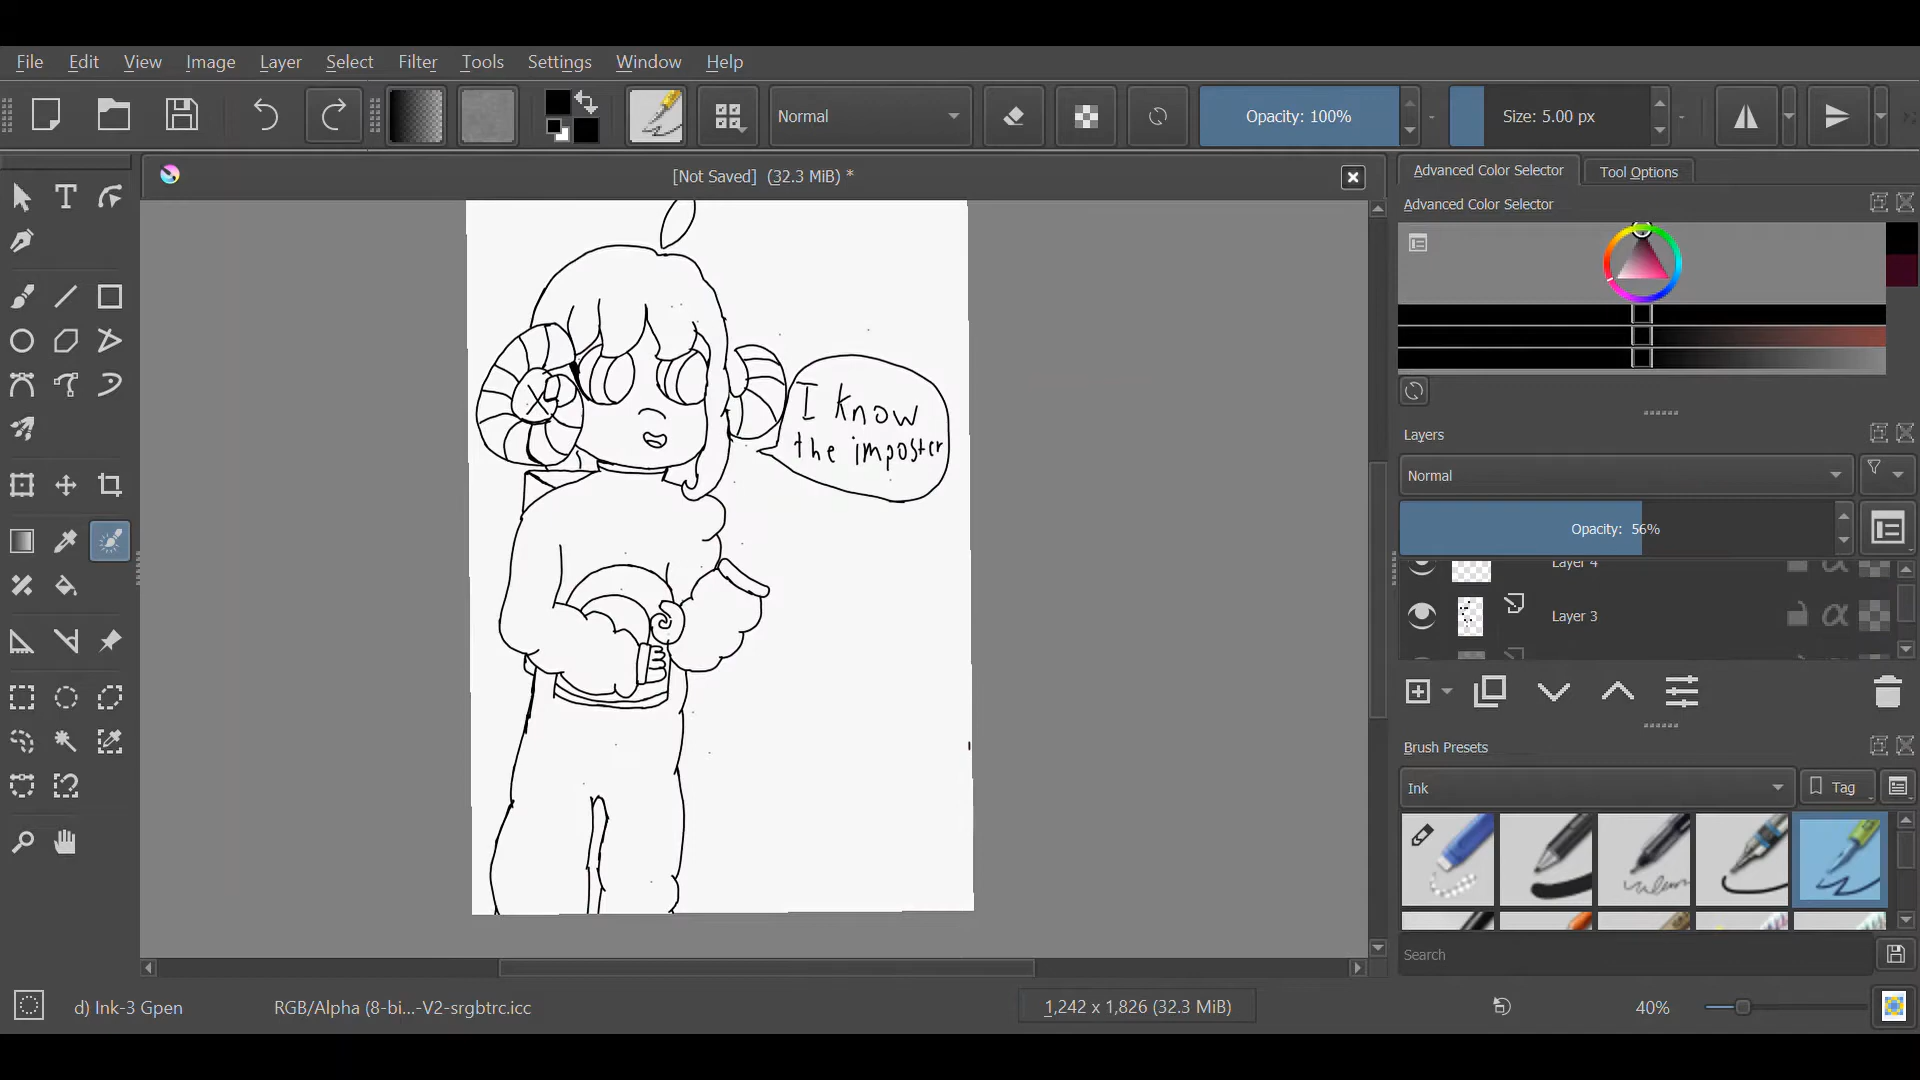 File Edit View Image Layer Select Filter Tools Settings Window Help
Normal Opacity: 100% Size: 5.00 px
[Not Saved] (32.3 MiB) *
Advanced Color Selector Tool Options
Advanced Color Selector
I know
the imposter
Layers
Normal
Opacity: 56%
Layer 4
Layer 3
Brush Presets
Ink Tag
Search
d) Ink-3 Gpen RGB/Alpha (8-bi...-V2-srgbtrc.icc 1,242 x 1,826 (32.3 MiB) 40%